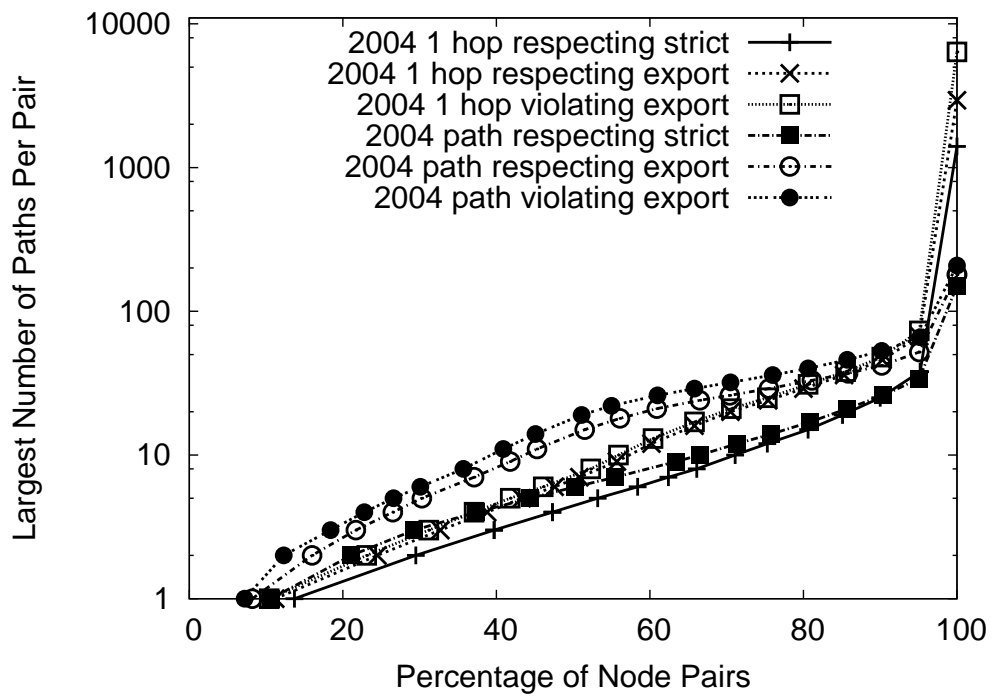 10000
1000
100
10
1
Largest Number of Paths Per Pair
2004 1 hop respecting strict
2004 1 hop respecting export
2004 1 hop violating export
2004 path respecting strict
2004 path respecting export
2004 path violating export
0 20 40 60 80 100
Percentage of Node Pairs